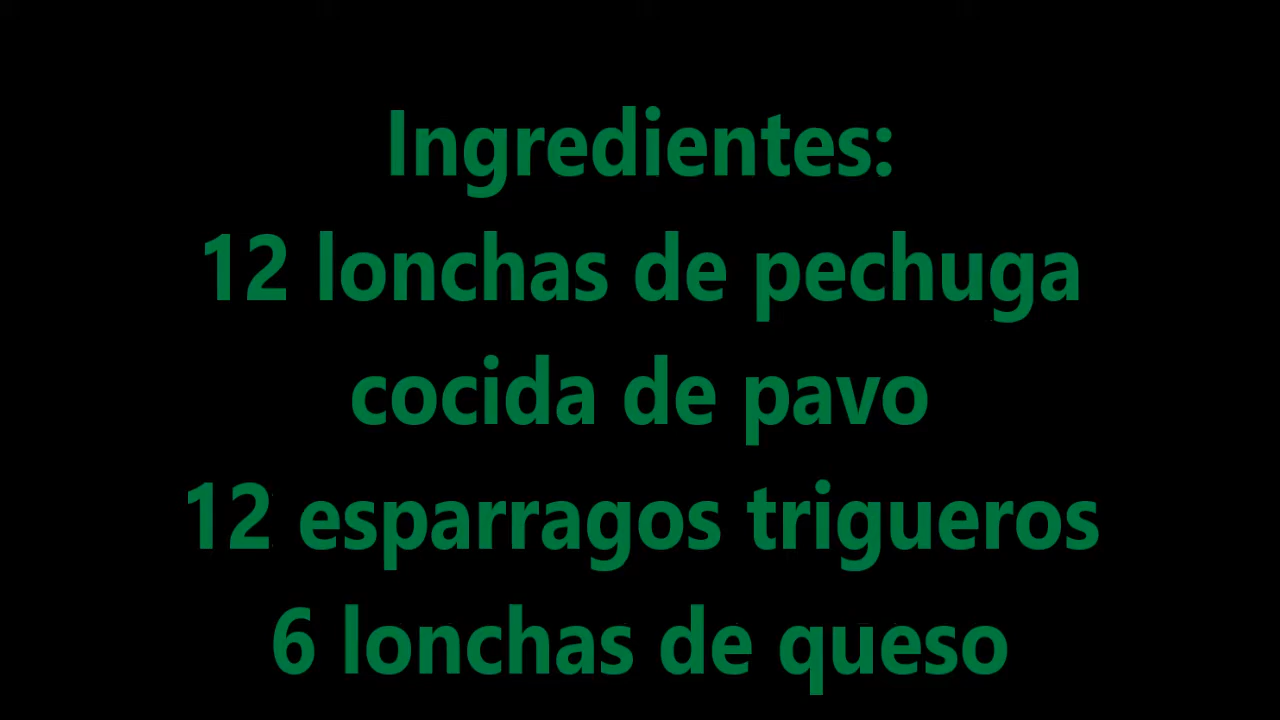 Ingredientes:
12 lonchas de pechuga
cocida de pavo
12 esparragos trigueros
6 lonchas de queso